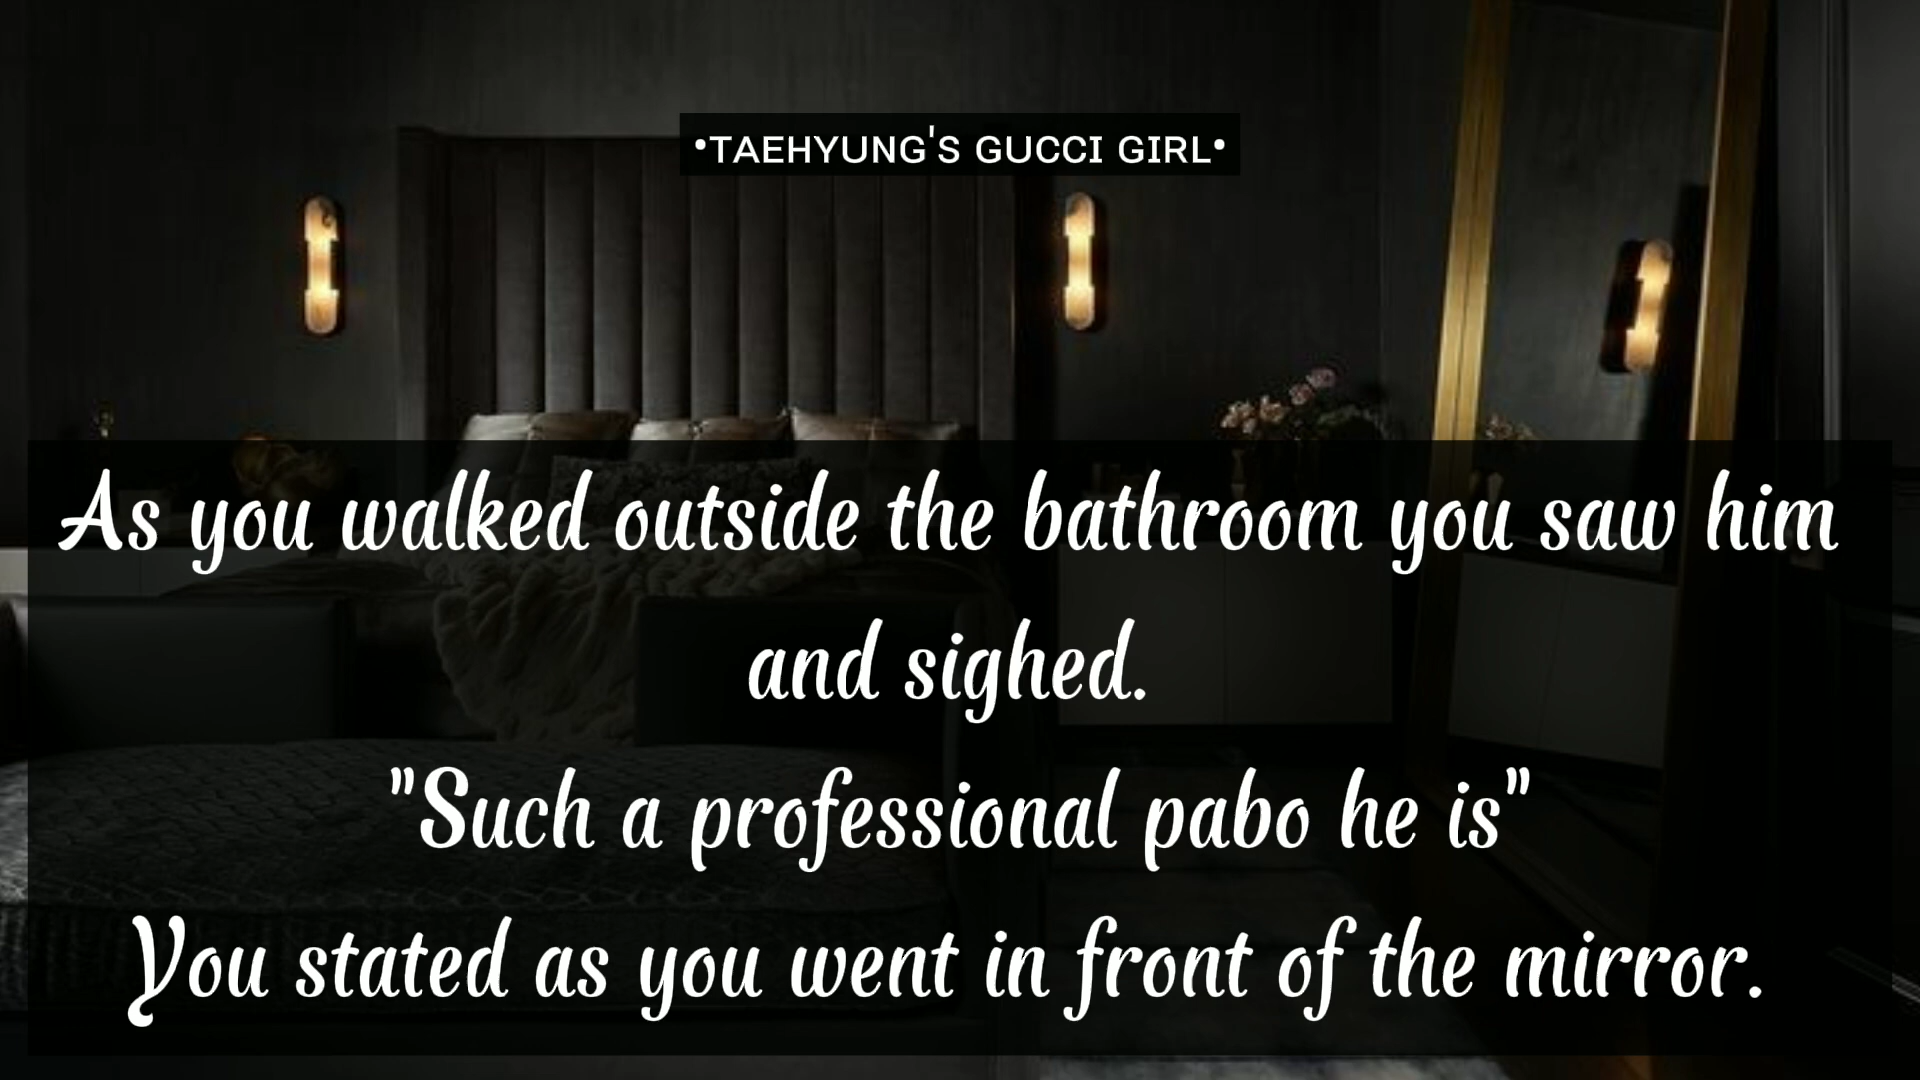 •TAEHYUNG'S GUCCI GIRL•
As you walked outside the bathroom you saw him
and sighed.
"Such a professional pabo he is"
You stated as you went in front of the mirror.